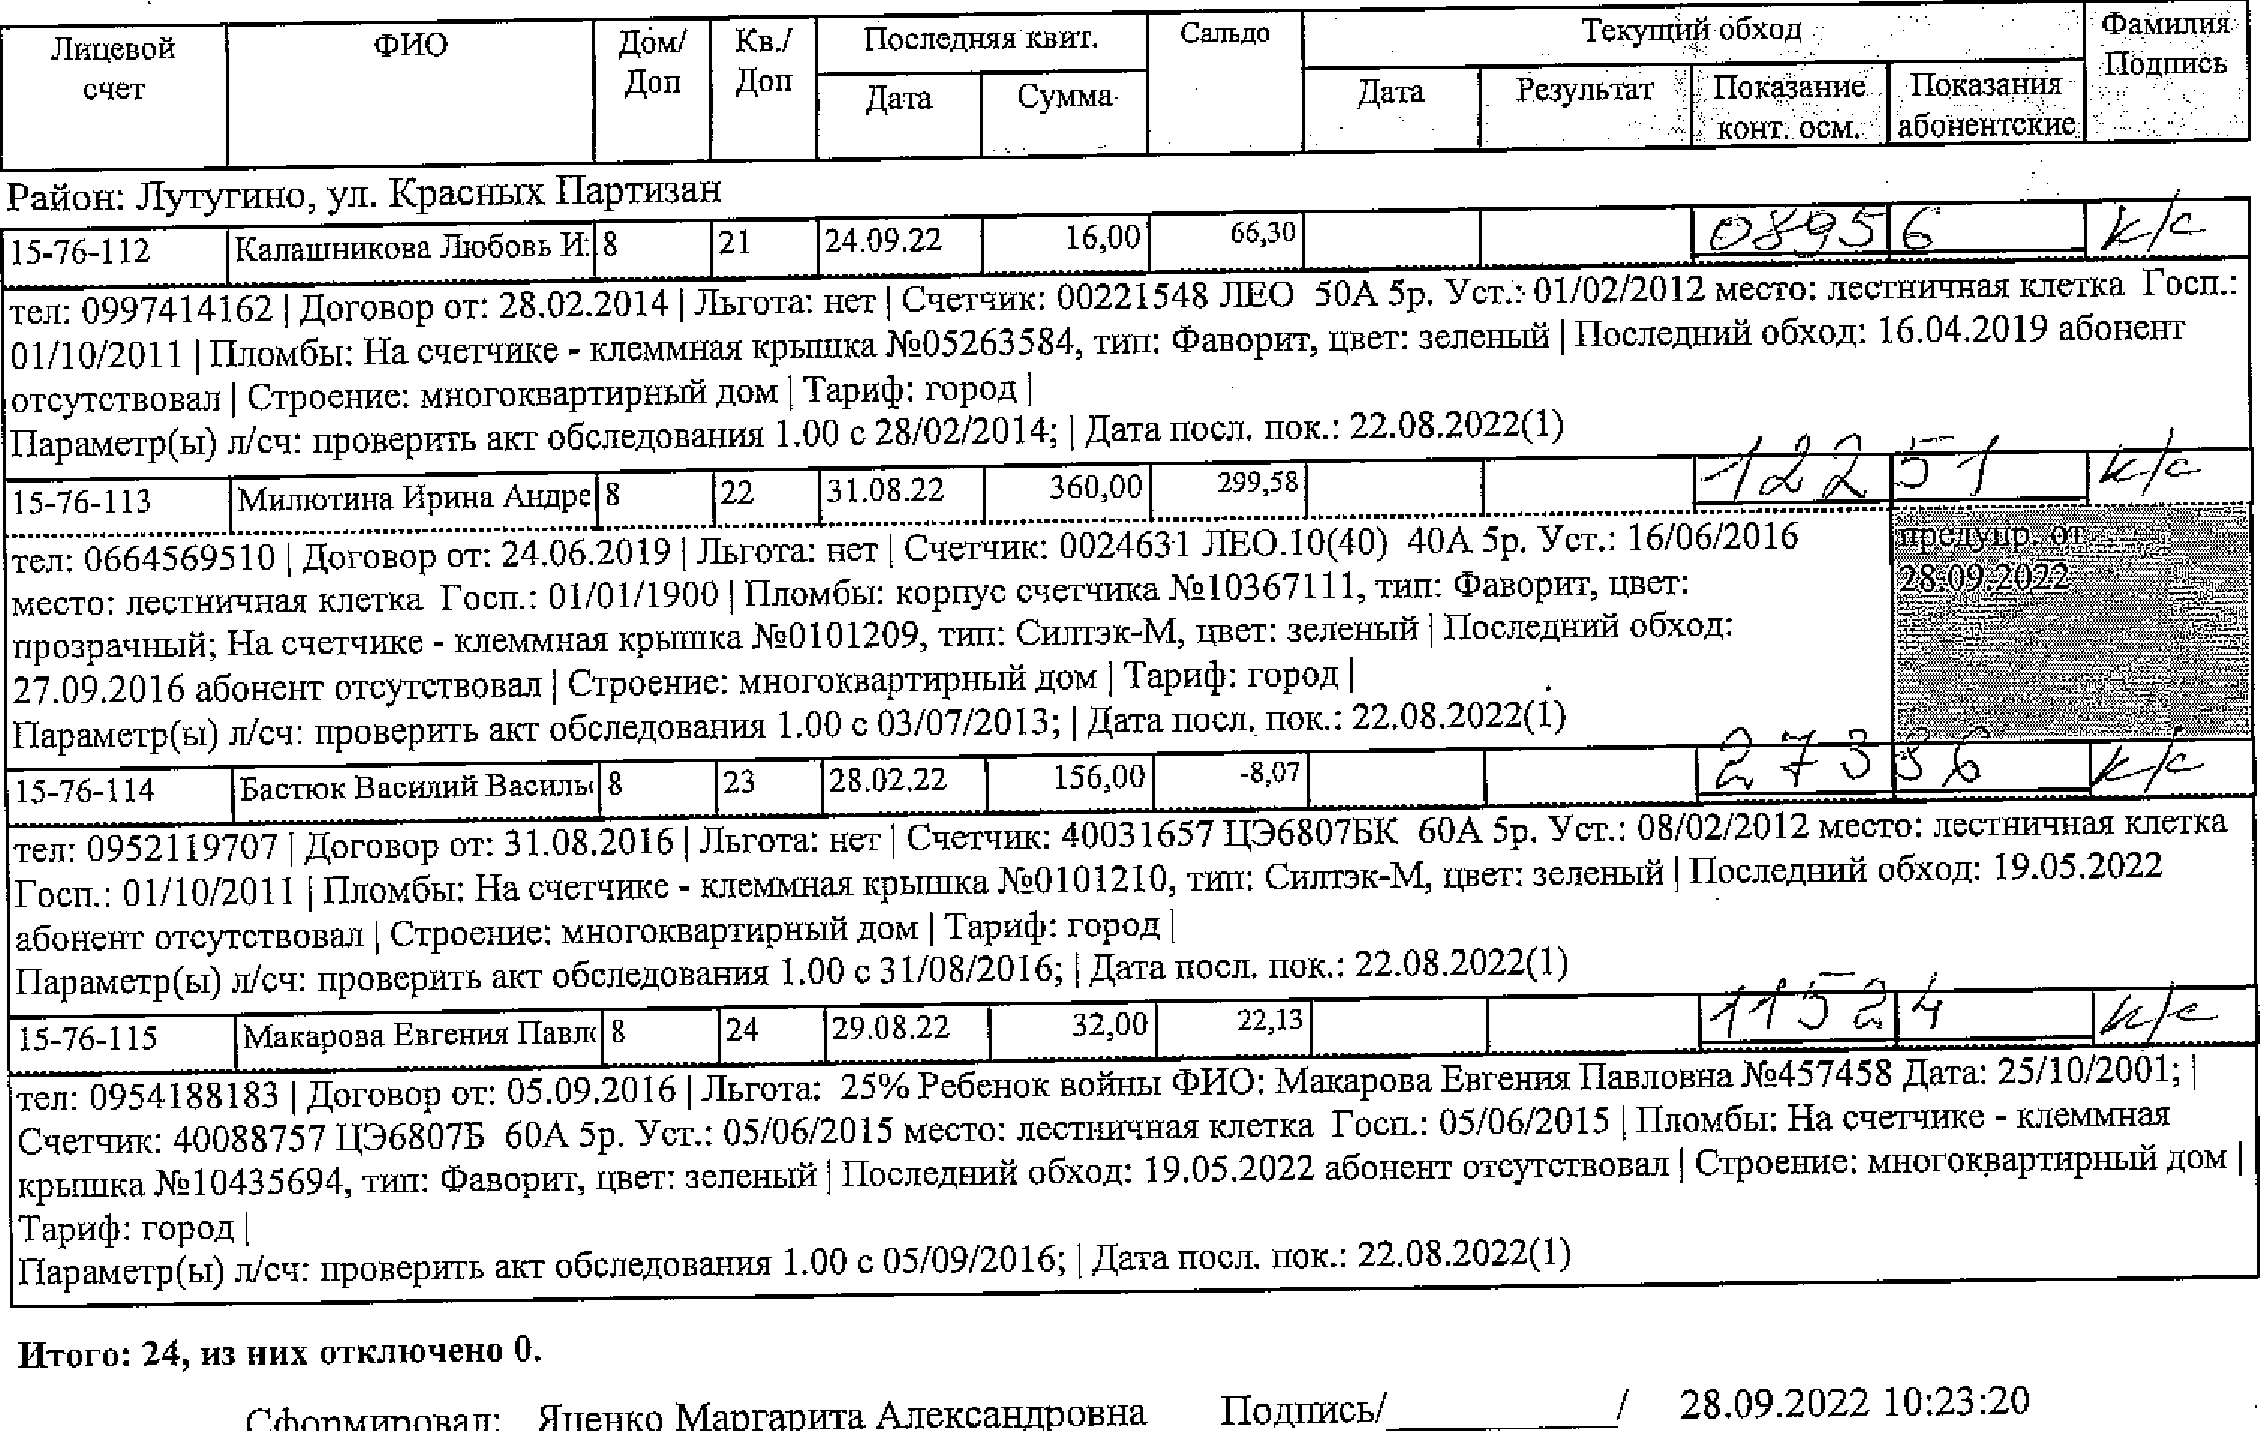 Лицевой счет | ФИО | Дом/ Доп | Кв./ Доп | Последняя квит. | Сальдо | Текущий обход | Фамилия Подпись
Дата | Сумма | Дата | Результат | Показание конт. осм. | Показания абонентские
Район: Лутугино, ул. Красных Партизан
15-76-112 | Калашникова Любовь И. | 8 | 21 | 24.09.22 | 16,00 | 66,30 | 08956 | к/с
тел: 0997414162 | Договор от: 28.02.2014 | Льгота: нет | Счетчик: 00221548 ЛЕО 50А 5р. Уст.: 01/02/2012 место: лестничная клетка Госп.:
01/10/2011 | Пломбы: На счетчике - клеммная крышка №05263584, тип: Фаворит, цвет: зеленый | Последний обход: 16.04.2019 абонент
отсутствовал | Строение: многоквартирный дом | Тариф: город |
Параметр(ы) л/сч: проверить акт обследования 1.00 с 28/02/2014; | Дата посл. пок.: 22.08.2022(1)
15-76-113 | Милютина Ирина Андре | 8 | 22 | 31.08.22 | 360,00 | 299,58 | 12251 | к/с
тел: 0664569510 | Договор от: 24.06.2019 | Льгота: нет | Счетчик: 0024631 ЛЕО.10(40) 40А 5р. Уст.: 16/06/2016
место: лестничная клетка Госп.: 01/01/1900 | Пломбы: корпус счетчика №10367111, тип: Фаворит, цвет:
прозрачный; На счетчике - клеммная крышка №0101209, тип: Силтэк-М, цвет: зеленый | Последний обход:
27.09.2016 абонент отсутствовал | Строение: многоквартирный дом | Тариф: город |
Параметр(ы) л/сч: проверить акт обследования 1.00 с 03/07/2013; | Дата посл. пок.: 22.08.2022(1)
предупр. от
28.09.2022
15-76-114 | Бастюк Василий Василь | 8 | 23 | 28.02.22 | 156,00 | -8,07 | 27336 | к/с
тел: 0952119707 | Договор от: 31.08.2016 | Льгота: нет | Счетчик: 40031657 ЦЭ6807БК 60А 5р. Уст.: 08/02/2012 место: лестничная клетка
Госп.: 01/10/2011 | Пломбы: На счетчике - клеммная крышка №0101210, тип: Силтэк-М, цвет: зеленый | Последний обход: 19.05.2022
абонент отсутствовал | Строение: многоквартирный дом | Тариф: город |
Параметр(ы) л/сч: проверить акт обследования 1.00 с 31/08/2016; | Дата посл. пок.: 22.08.2022(1)
15-76-115 | Макарова Евгения Павл | 8 | 24 | 29.08.22 | 32,00 | 22,13 | 11524 | к/с
тел: 0954188183 | Договор от: 05.09.2016 | Льгота: 25% Ребенок войны ФИО: Макарова Евгения Павловна №457458 Дата: 25/10/2001; |
Счетчик: 40088757 ЦЭ6807Б 60А 5р. Уст.: 05/06/2015 место: лестничная клетка Госп.: 05/06/2015 | Пломбы: На счетчике - клеммная
крышка №10435694, тип: Фаворит, цвет: зеленый | Последний обход: 19.05.2022 абонент отсутствовал | Строение: многоквартирный дом |
Тариф: город |
Параметр(ы) л/сч: проверить акт обследования 1.00 с 05/09/2016; | Дата посл. пок.: 22.08.2022(1)
Итого: 24, из них отключено 0.
Сформировал: Яценко Маргарита Александровна Подпись/____________/ 28.09.2022 10:23:20